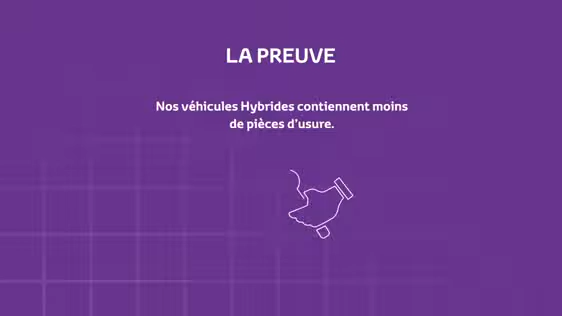 LA PREUVE
Nos véhicules Hybrides contiennent moins
de pièces d'usure.